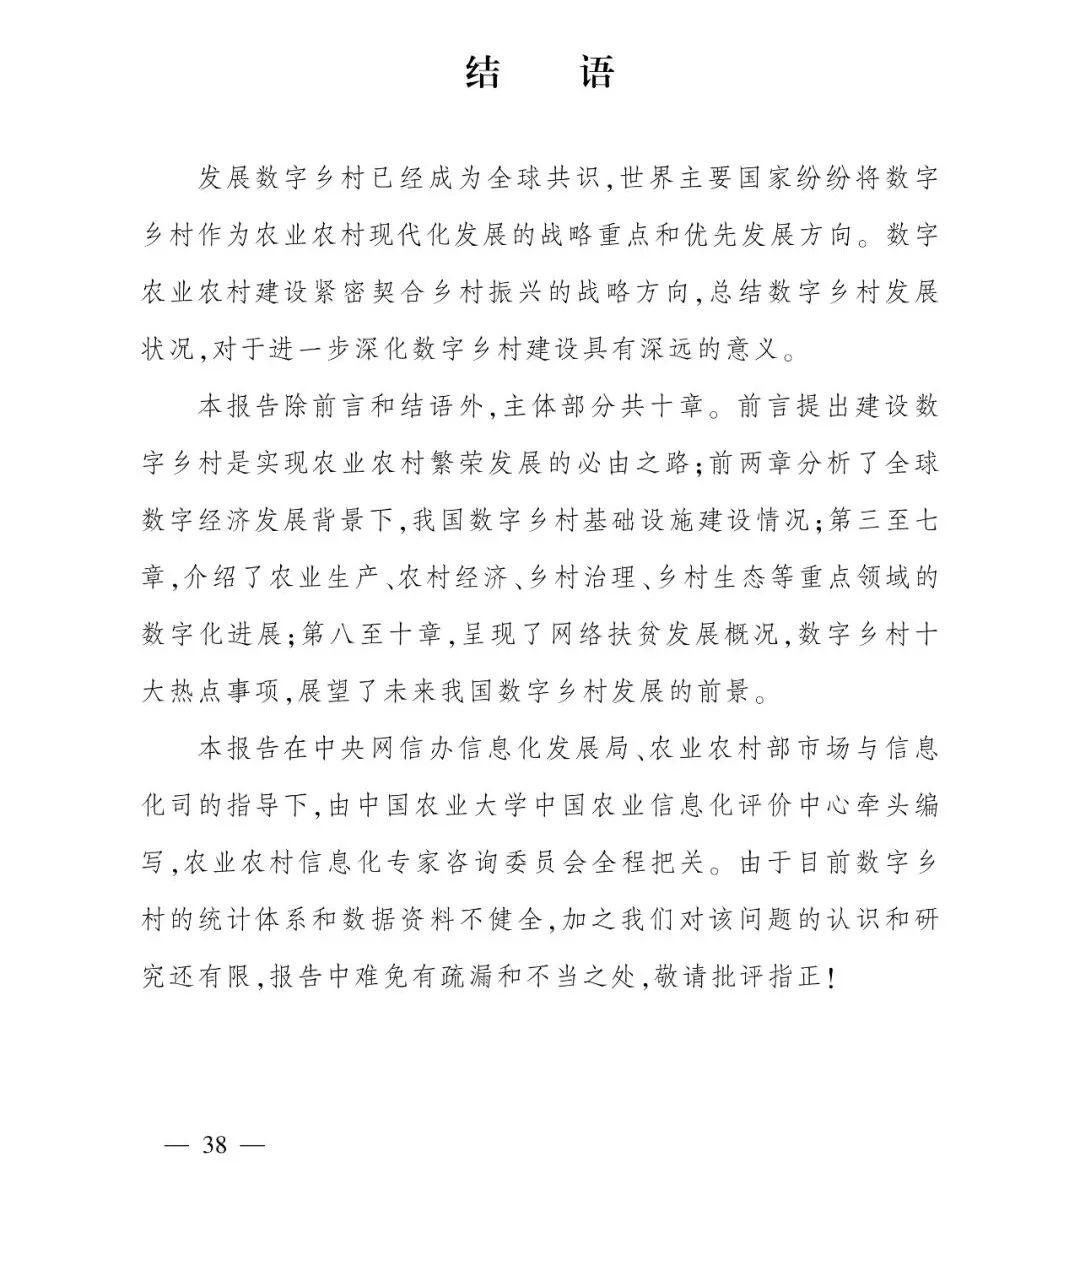 结 语
发展数字乡村已经成为全球共识,世界主要国家纷纷将数字
乡村作为农业农村现代化发展的战略重点和优先发展方向。数字
农业农村建设紧密契合乡村振兴的战略方向,总结数字乡村发展
状况,对于进一步深化数字乡村建设具有深远的意义。
本报告除前言和结语外,主体部分共十章。前言提出建设数
字乡村是实现农业农村繁荣发展的必由之路;前两章分析了全球
数字经济发展背景下,我国数字乡村基础设施建设情况;第三至七
章,介绍了农业生产、农村经济、乡村治理、乡村生态等重点领域的
数字化进展;第八至十章,呈现了网络扶贫发展概况,数字乡村十
大热点事项,展望了未来我国数字乡村发展的前景。
本报告在中央网信办信息化发展局、农业农村部市场与信息
化司的指导下,由中国农业大学中国农业信息化评价中心牵头编
写,农业农村信息化专家咨询委员会全程把关。由于目前数字乡
村的统计体系和数据资料不健全,加之我们对该问题的认识和研
究还有限,报告中难免有疏漏和不当之处,敬请批评指正!
— 38 —